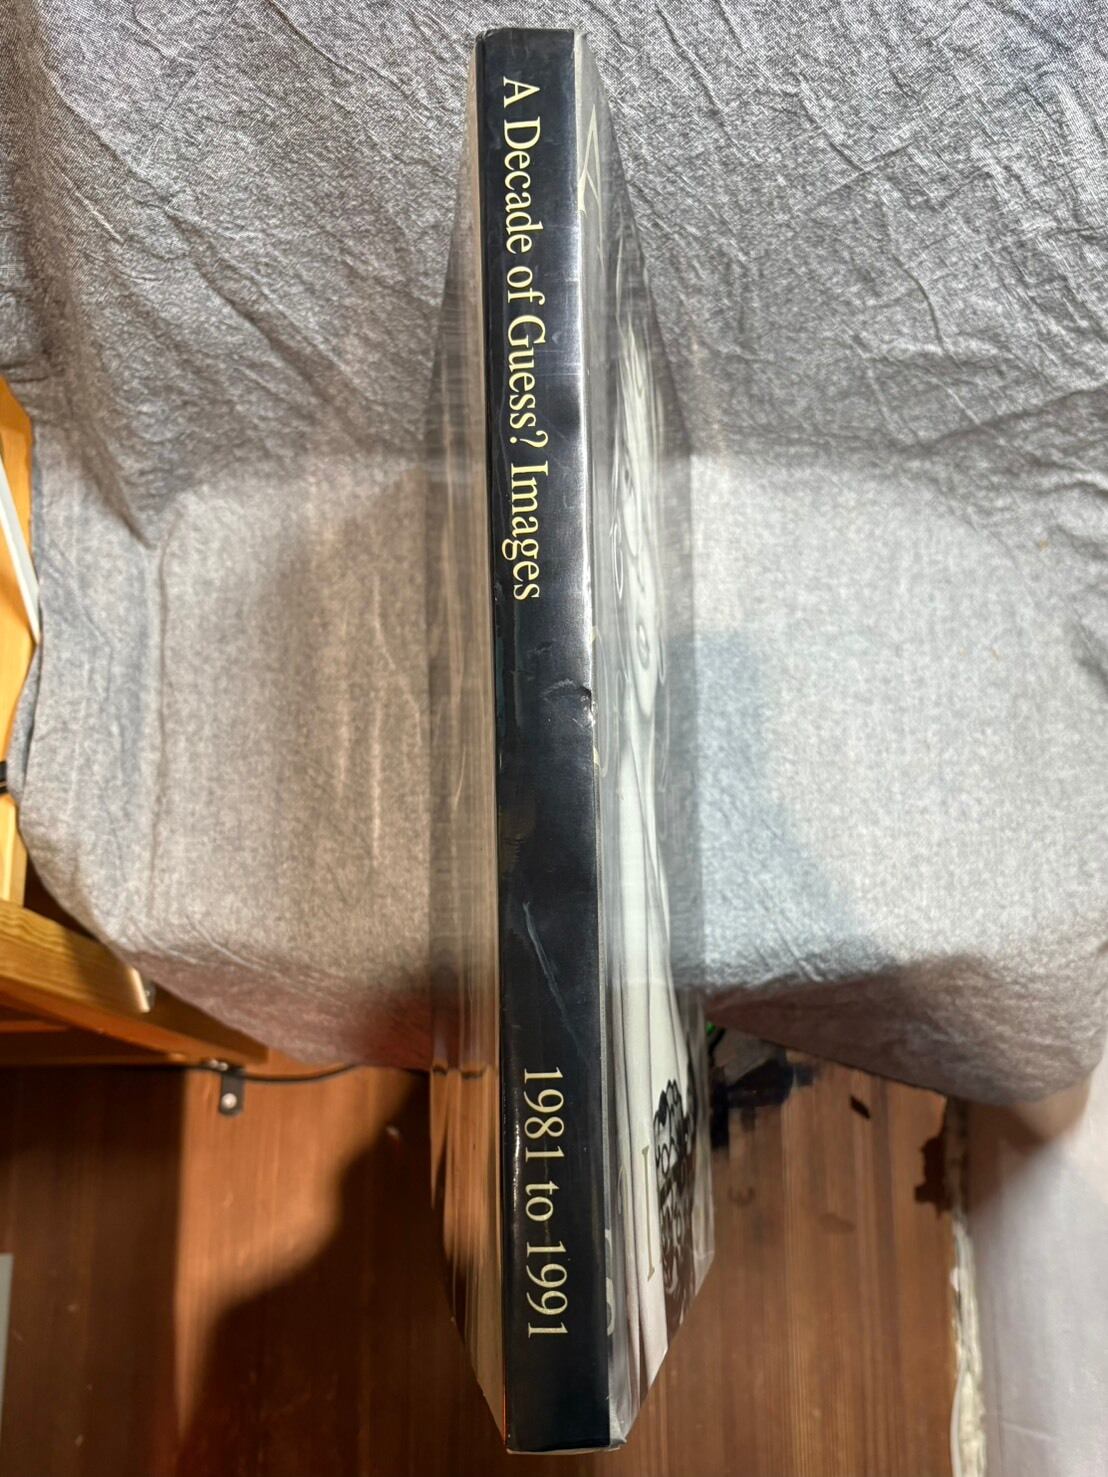 A Decade of Guess? Images
1981 to 1991